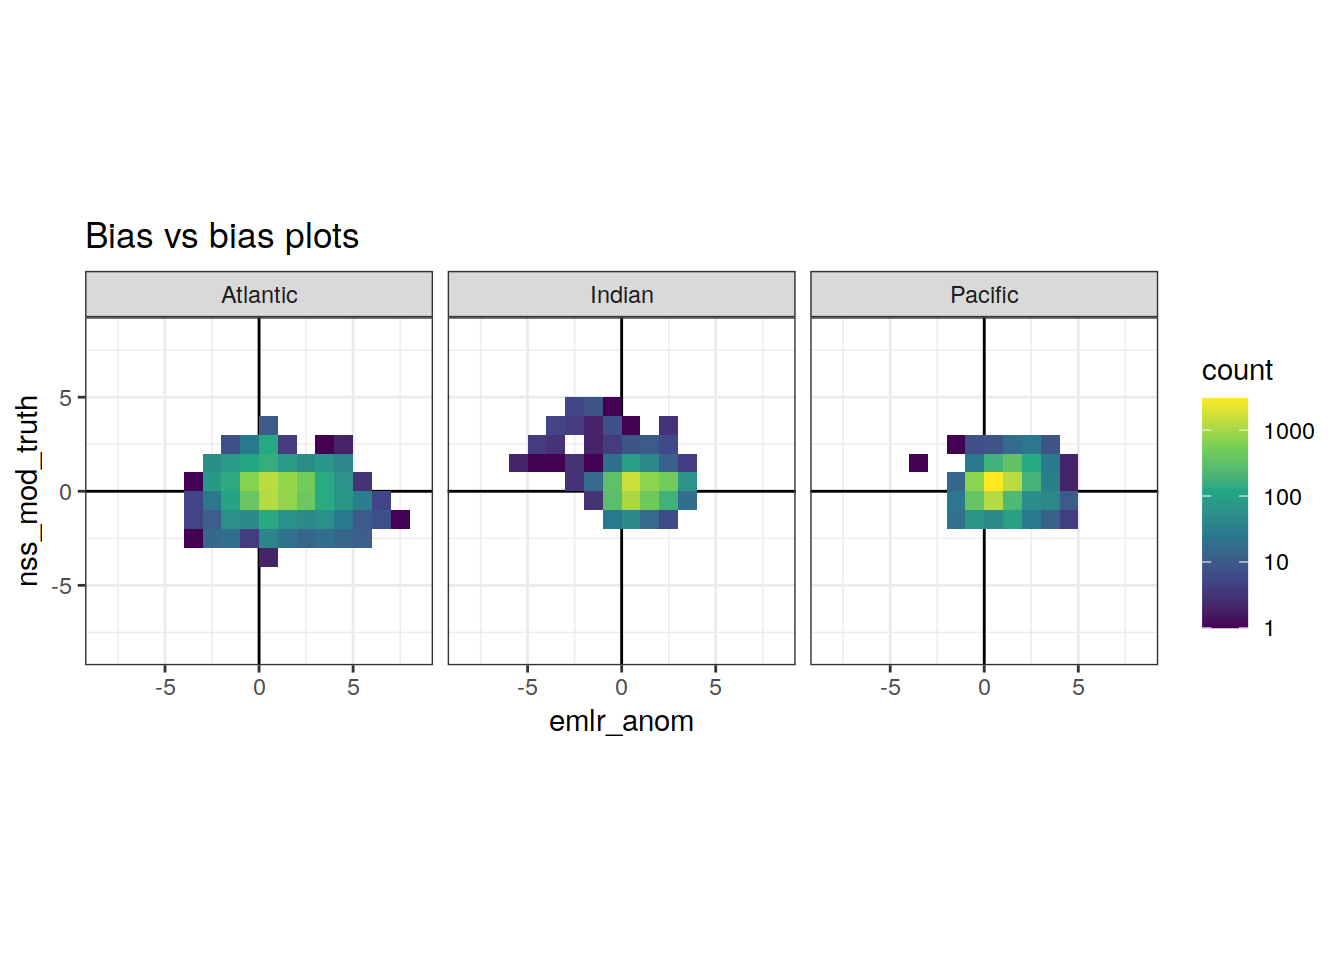 Bias vs bias plots
Atlantic
Indian
Pacific
nss_mod_truth
5
0
-5
-5 0 5
-5 0 5
-5 0 5
emlr_anom
count
1000
100
10
1